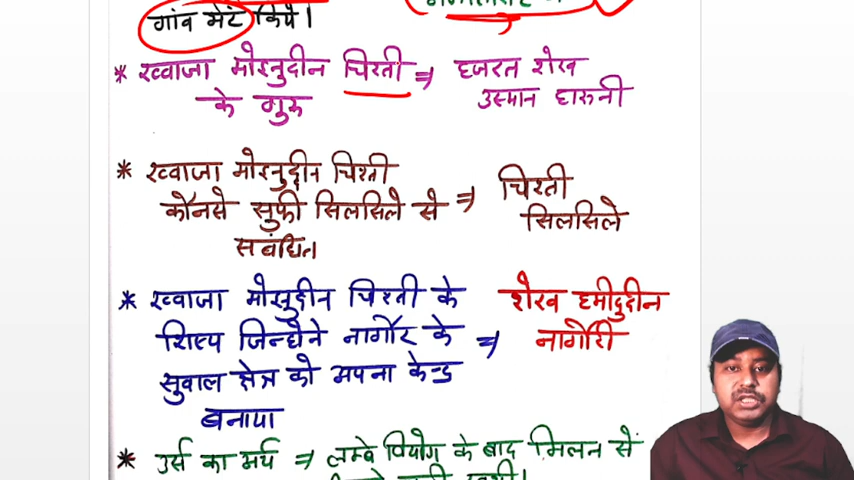 गांव भेंट किये।
* ख्वाजा मोइनुद्दीन चिश्ती ⇒ हजरत शेख
के गुरु उस्मान हारूनी
* ख्वाजा मोइनुद्दीन चिश्ती
कौनसे सुफी सिलसिले से ⇒ चिश्ती
संबंधित सिलसिले
* ख्वाजा मोइनुद्दीन चिश्ती के शेख हमीदुद्दीन
शिष्य जिन्होंने नागौर के ⇒ नागौरी
सुवाल क्षेत्र को अपना केन्द्र
बनाया
* उर्स का अर्थ ⇒ लम्बे वियोग के बाद मिलन से